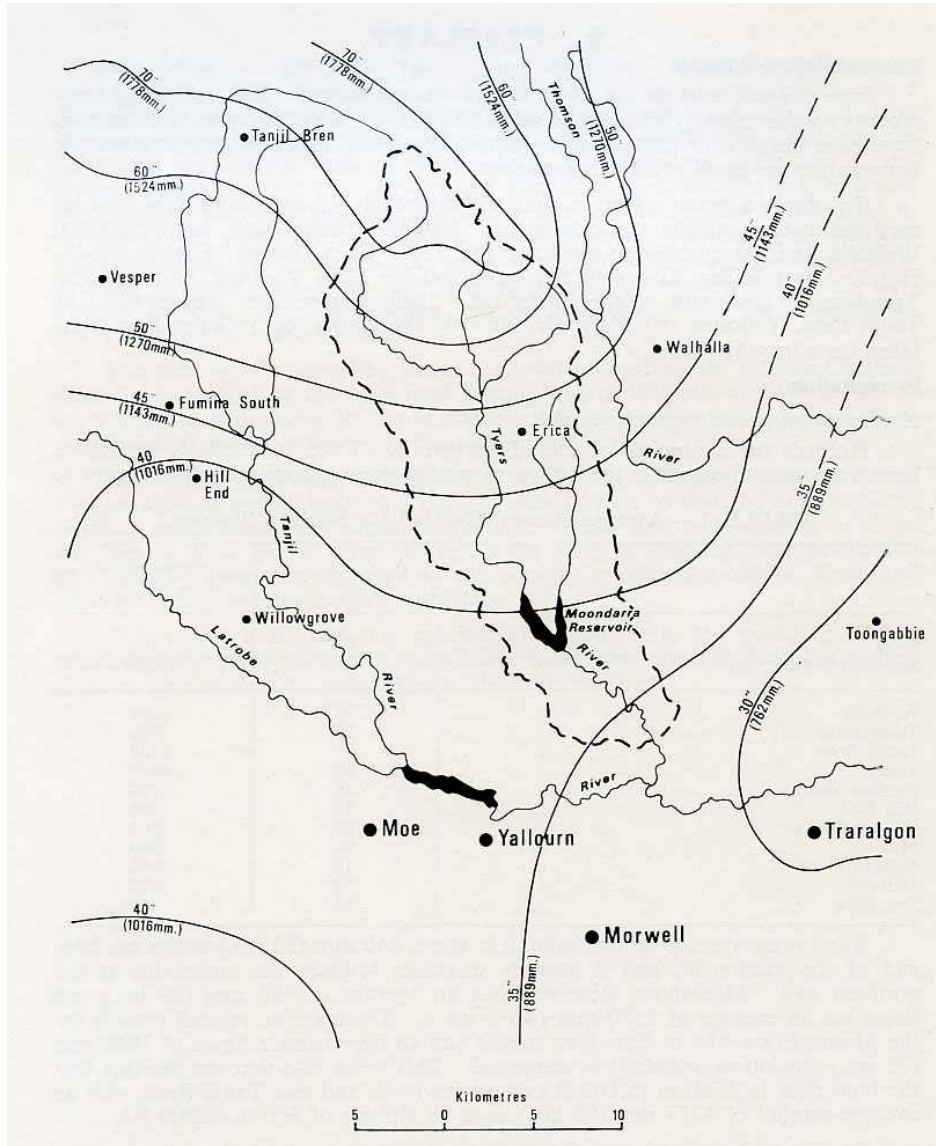 70"
(1778mm.)
70"
(1778mm.)
60"
(1524mm.)
Thomson
50"
(1270mm.)
Tanjil Bren
60"
(1524mm.)
45"
(1143mm.)
40"
(1016mm.)
Vesper
50"
(1270mm.)
Walhalla
45"
(1143mm.)
Fumina South
Tyers
Erica
River
40
(1016mm.)
Hill
End
35"
(889mm.)
Tanjil
Moondarra
Reservoir
Willowgrove
Toongabbie
Latrobe
River
River
30"
(762mm.)
River
Moe
Yallourn
Traralgon
40"
(1016mm.)
Morwell
35"
(889mm.)
Kilometres
5 0 5 10